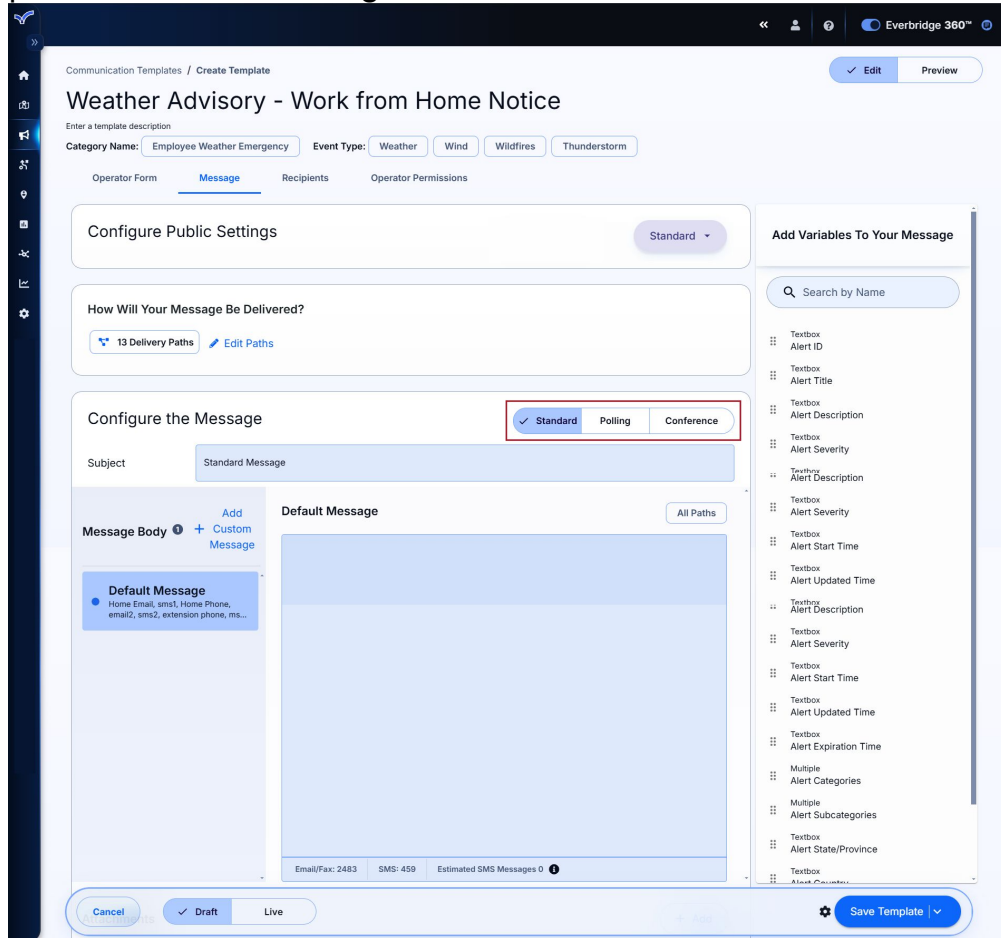 Everbridge 360™
Communication Templates / Create Template
Edit Preview
Weather Advisory - Work from Home Notice
Enter a template description
Category Name: Employee Weather Emergency Event Type: Weather Wind Wildfires Thunderstorm
Operator Form Message Recipients Operator Permissions
Configure Public Settings
Standard
How Will Your Message Be Delivered?
13 Delivery Paths Edit Paths
Configure the Message
Standard Polling Conference
Subject Standard Message
Message Body 1 + Add Custom Message
Default Message
Home Email, sms1, Home Phone,
email2, sms2, extension phone, ms...
Default Message All Paths
Email/Fax: 2483 SMS: 459 Estimated SMS Messages 0
Add Variables To Your Message
Search by Name
Textbox
Alert ID
Textbox
Alert Title
Textbox
Alert Description
Textbox
Alert Severity
Textbox
Alert Description
Textbox
Alert Severity
Textbox
Alert Start Time
Textbox
Alert Updated Time
Textbox
Alert Description
Textbox
Alert Severity
Textbox
Alert Start Time
Textbox
Alert Updated Time
Textbox
Alert Expiration Time
Multiple
Alert Categories
Multiple
Alert Subcategories
Textbox
Alert State/Province
Textbox
Alert Country
Cancel Draft Live
Save Template